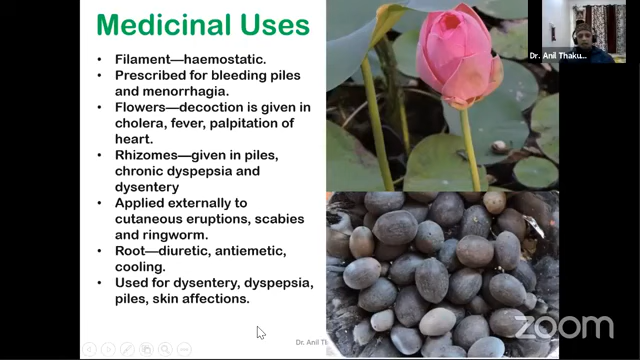 Medicinal Uses
• Filament—haemostatic.
• Prescribed for bleeding piles
and menorrhagia.
• Flowers—decoction is given in
cholera, fever, palpitation of
heart.
• Rhizomes—given in piles,
chronic dyspepsia and
dysentery
• Applied externally to
cutaneous eruptions, scabies
and ringworm.
• Root—diuretic, antiemetic,
cooling.
• Used for dysentery, dyspepsia,
piles, skin affections.
Dr. Anil Th
Dr. Anil Thaku...
zoom